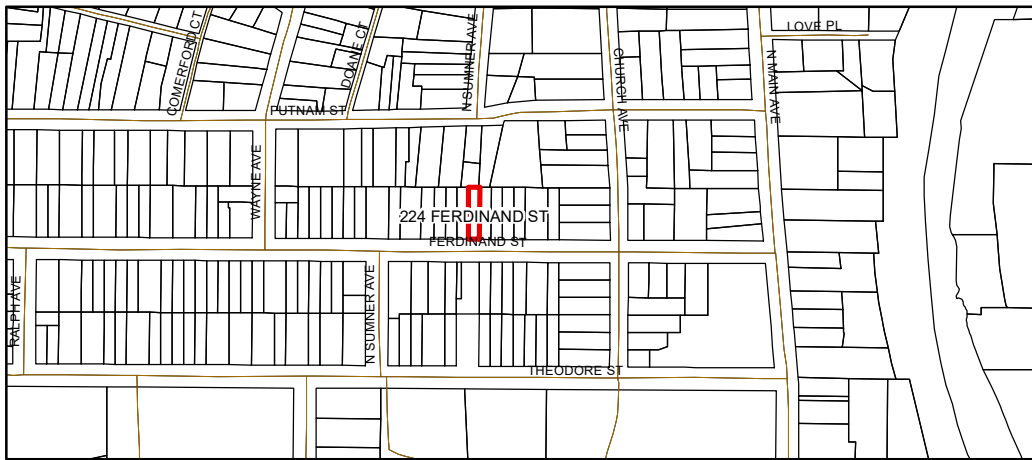 LOVE PL
COMERFORD CT
DOANE CT
N SUMNER AVE
CHURCH AVE
N MAIN AVE
PUTNAM ST
WAYNE AVE
224 FERDINAND ST
FERDINAND ST
RALPH AVE
N SUMNER AVE
THEODORE ST